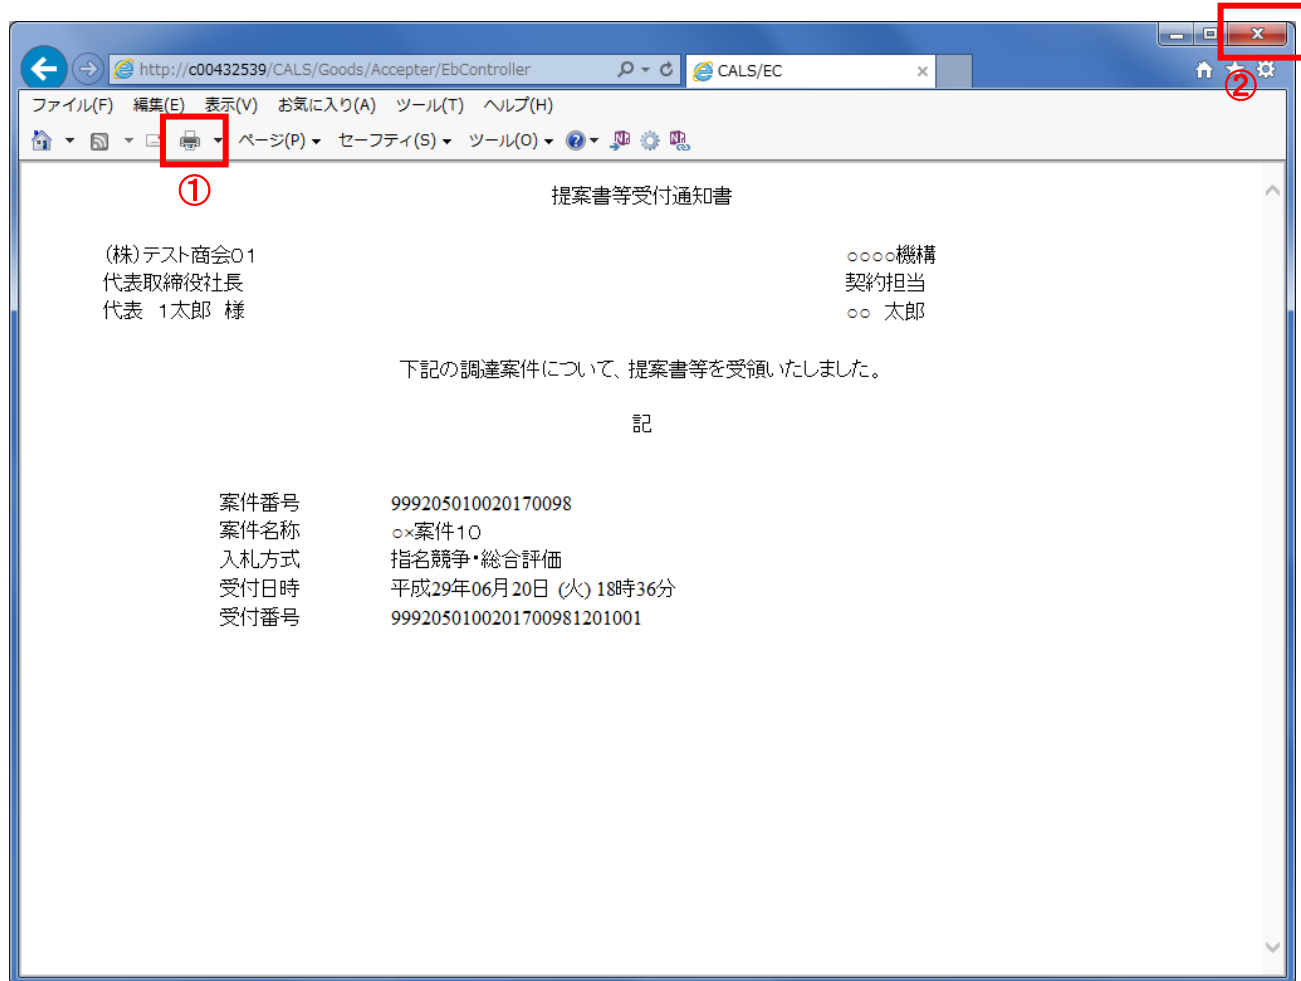 ②
http://c00432539/CALS/Goods/Accepter/EbController
CALS/EC
ファイル(F) 編集(E) 表示(V) お気に入り(A) ツール(T) ヘルプ(H)
ページ(P) セーフティ(S) ツール(O)
①
提案書等受付通知書
(株)テスト商会01 ○○○○機構
代表取締役社長 契約担当
代表 1太郎 様 ○○ 太郎
下記の調達案件について、提案書等を受領いたしました。
記
案件番号 999205010020170098
案件名称 ○×案件10
入札方式 指名競争・総合評価
受付日時 平成29年06月20日 (火) 18時36分
受付番号 9992050100201700981201001